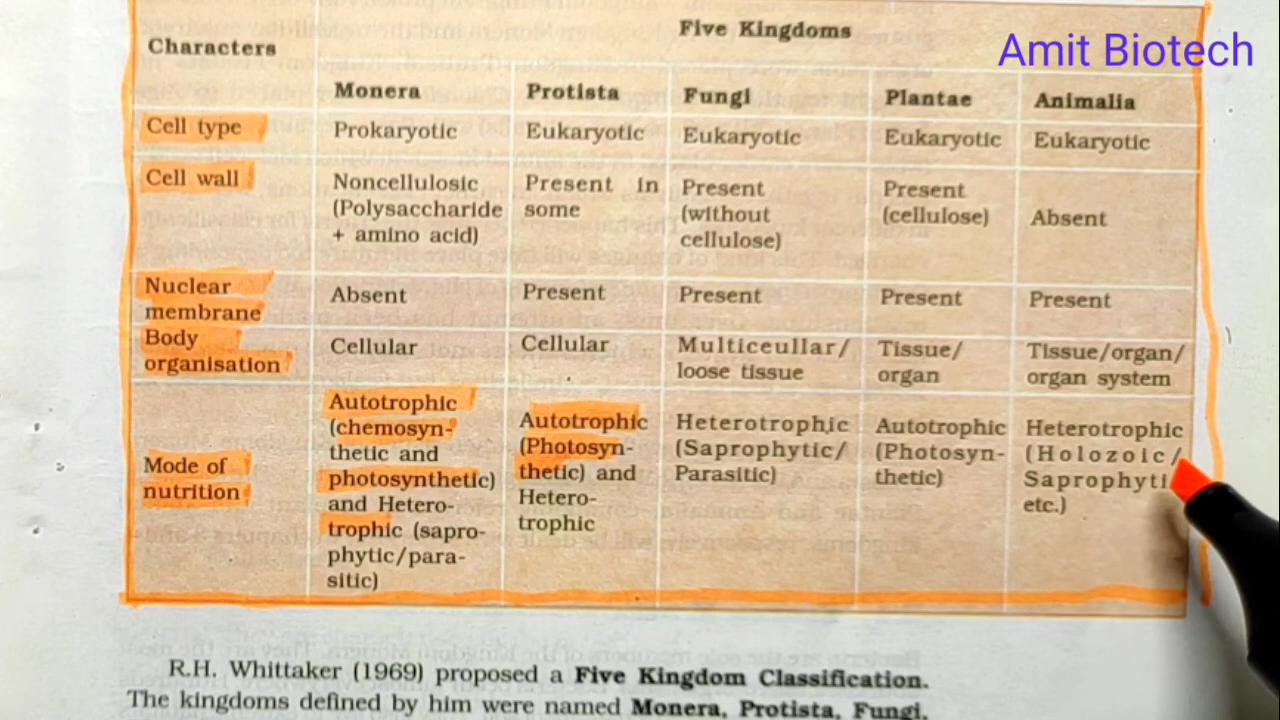 Amit Biotech
Five Kingdoms
Characters
Monera Protista Fungi Plantae Animalia
Cell type Prokaryotic Eukaryotic Eukaryotic Eukaryotic Eukaryotic
Cell wall
Noncellulosic
(Polysaccharide
+ amino acid)
Present in
some
Present
(without
cellulose)
Present
(cellulose)
Absent
Nuclear
membrane
Absent
Present
Present
Present
Present
Body
organisation
Cellular
Cellular
Multiceullar/
loose tissue
Tissue/
organ
Tissue/organ/
organ system
Mode of
nutrition
Autotrophic
(chemosyn-
thetic and
photosynthetic)
and Hetero-
trophic (sapro-
phytic/para-
sitic)
Autotrophic
(Photosyn-
thetic) and
Hetero-
trophic
Heterotrophic
(Saprophytic/
Parasitic)
Autotrophic
(Photosyn-
thetic)
Heterotrophic
(Holozoic/
Saprophyti
etc.)
R.H. Whittaker (1969) proposed a Five Kingdom Classification.
The kingdoms defined by him were named Monera, Protista, Fungi,